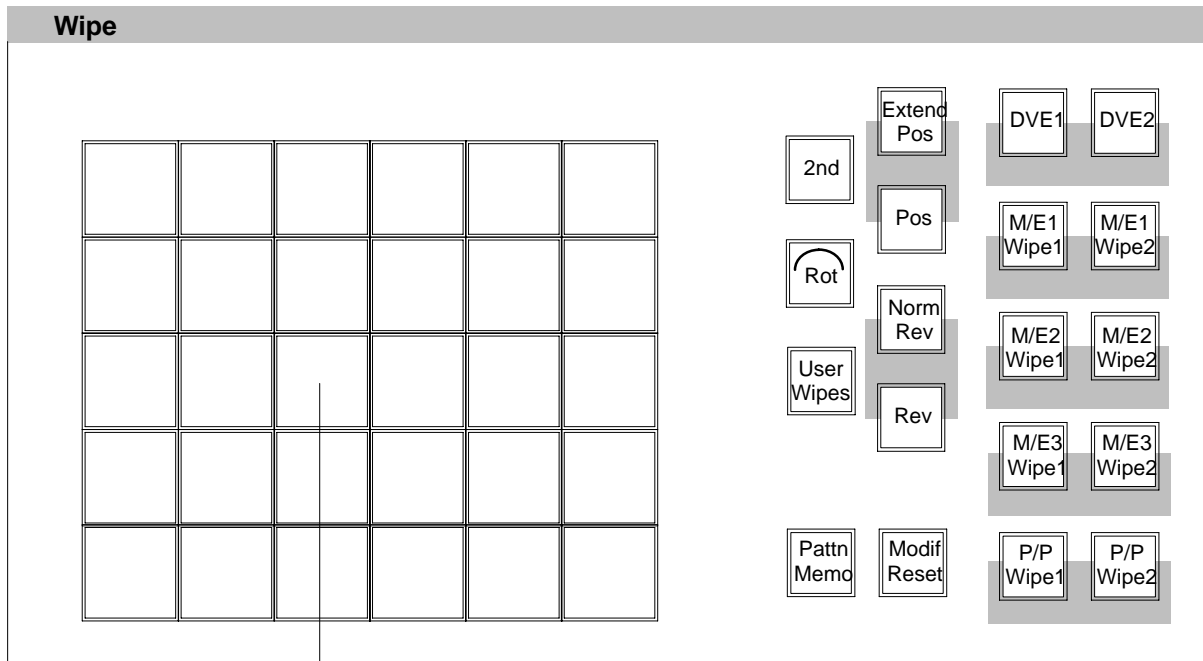 Wipe
Extend
Pos
DVE1
DVE2
2nd
Pos
M/E1
Wipe1
M/E1
Wipe2
Rot
Norm
Rev
M/E2
Wipe1
M/E2
Wipe2
User
Wipes
Rev
M/E3
Wipe1
M/E3
Wipe2
Pattn
Memo
Modif
Reset
P/P
Wipe1
P/P
Wipe2